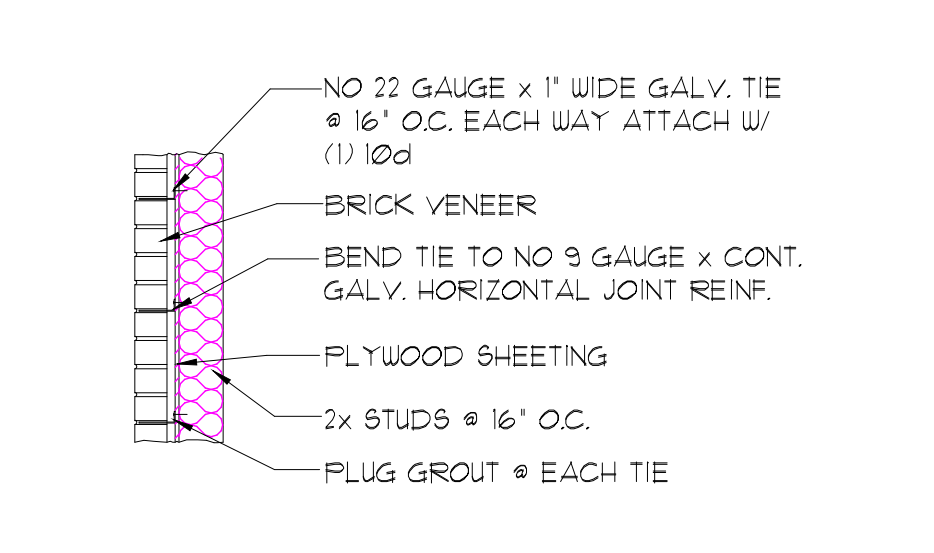 NO 22 GAUGE x 1" WIDE GALV. TIE
@ 16" O.C. EACH WAY ATTACH W/
(1) 10d
BRICK VENEER
BEND TIE TO NO 9 GAUGE x CONT.
GALV. HORIZONTAL JOINT REINF.
PLYWOOD SHEETING
2x STUDS @ 16" O.C.
PLUG GROUT @ EACH TIE